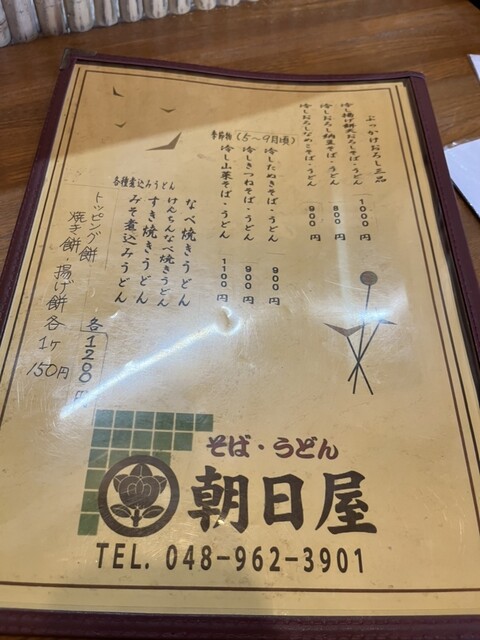 ぶっかけおろし三品
冷し揚げ餅天おろしそば・うどん 1000円
冷しおろし納豆そば・うどん 800円
冷しおろしなめこそば・うどん 900円
季節物(5～9月頃)
冷したぬきそば・うどん 900円
冷しきつねそば・うどん 900円
冷し山菜そば・うどん 1100円
各種煮込みうどん
なべ焼きうどん
けんちんなべ焼きうどん
すき焼きうどん
みそ煮込みうどん
各1200円
トッピング餅
焼き餅・揚げ餅各1ケ150円
そば・うどん
朝日屋
TEL. 048-962-3901